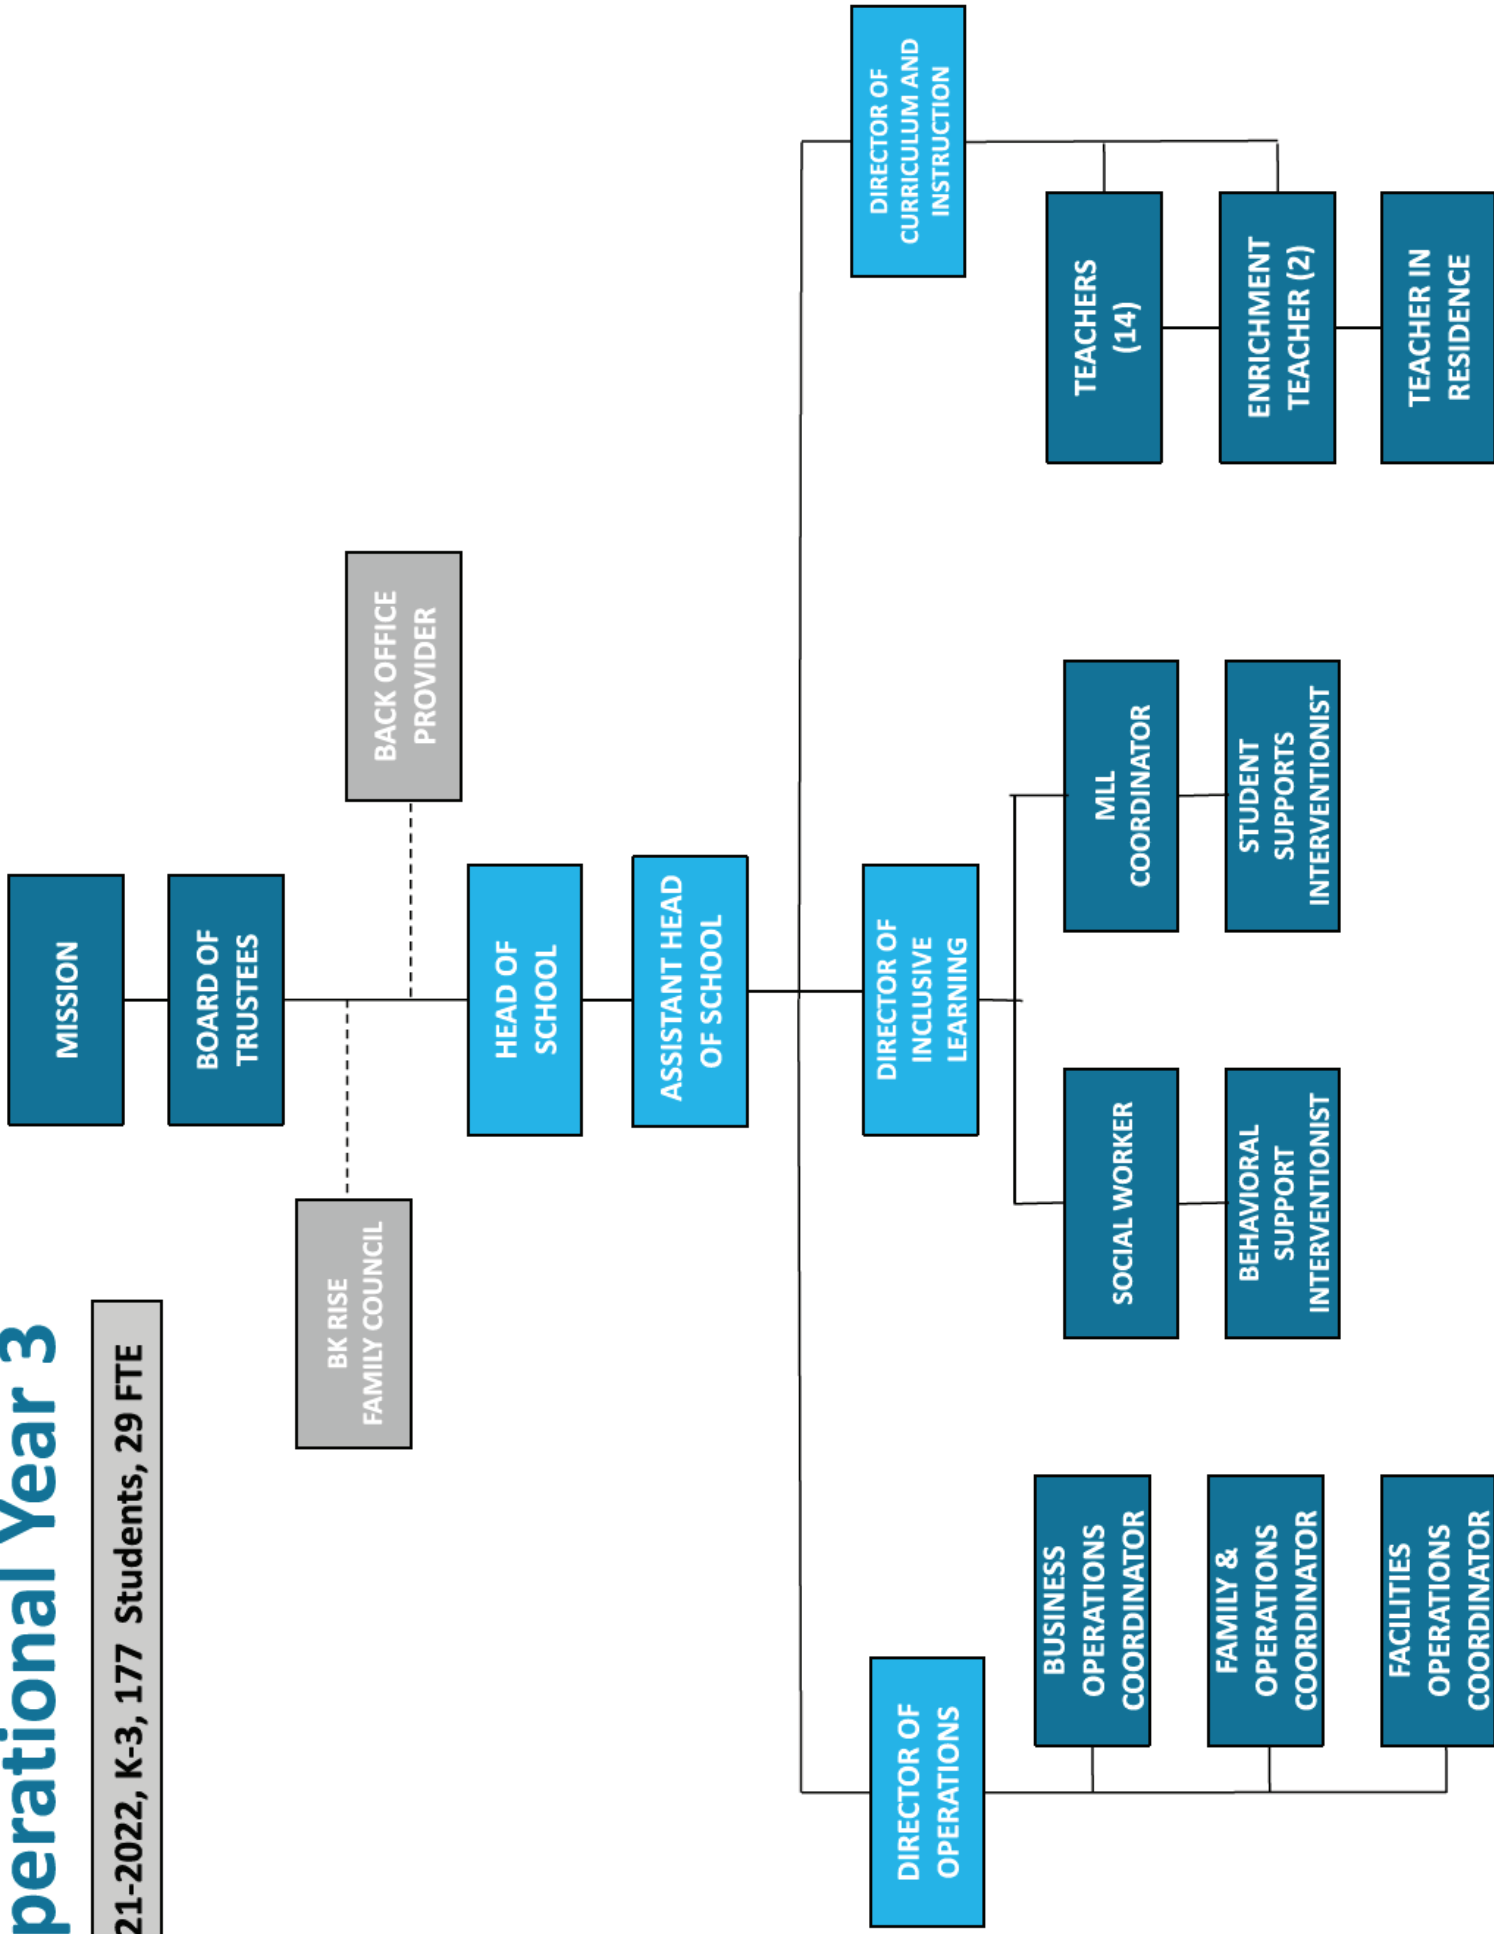 perational Year 3
21-2022, K-3, 177 Students, 29 FTE
MISSION
BOARD OF
TRUSTEES
BK RISE
FAMILY COUNCIL
BACK OFFICE
PROVIDER
HEAD OF
SCHOOL
ASSISTANT HEAD
OF SCHOOL
DIRECTOR OF
OPERATIONS
BUSINESS
OPERATIONS
COORDINATOR
FAMILY &
OPERATIONS
COORDINATOR
FACILITIES
OPERATIONS
COORDINATOR
DIRECTOR OF
INCLUSIVE
LEARNING
SOCIAL WORKER
BEHAVIORAL
SUPPORT
INTERVENTIONIST
MLL
COORDINATOR
STUDENT
SUPPORTS
INTERVENTIONIST
DIRECTOR OF
CURRICULUM AND
INSTRUCTION
TEACHERS
(14)
ENRICHMENT
TEACHER (2)
TEACHER IN
RESIDENCE